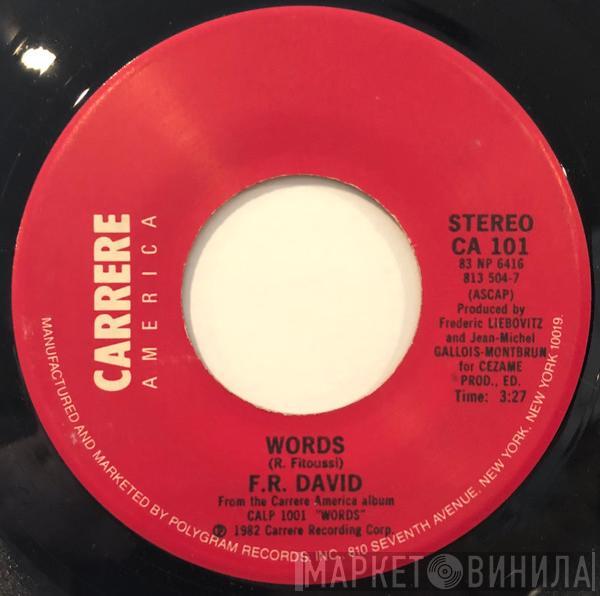 CARRERE
AMERICA
STEREO
CA 101
83 NP 6416
813 504-7
(ASCAP)
Produced by
Frederic LIEBOVITZ
and Jean-Michel
GALLOIS-MONTBRUN
for CEZAME
PROD., ED.
Time: 3:27
WORDS
(R. Fitoussi)
F.R. DAVID
From the Carrere America album
CALP 1001 "WORDS"
℗ 1982 Carrere Recording Corp.
MANUFACTURED AND MARKETED BY POLYGRAM RECORDS, INC., 810 SEVENTH AVENUE, NEW YORK, NEW YORK 10019.
МАРКЕТ ВИНИЛА